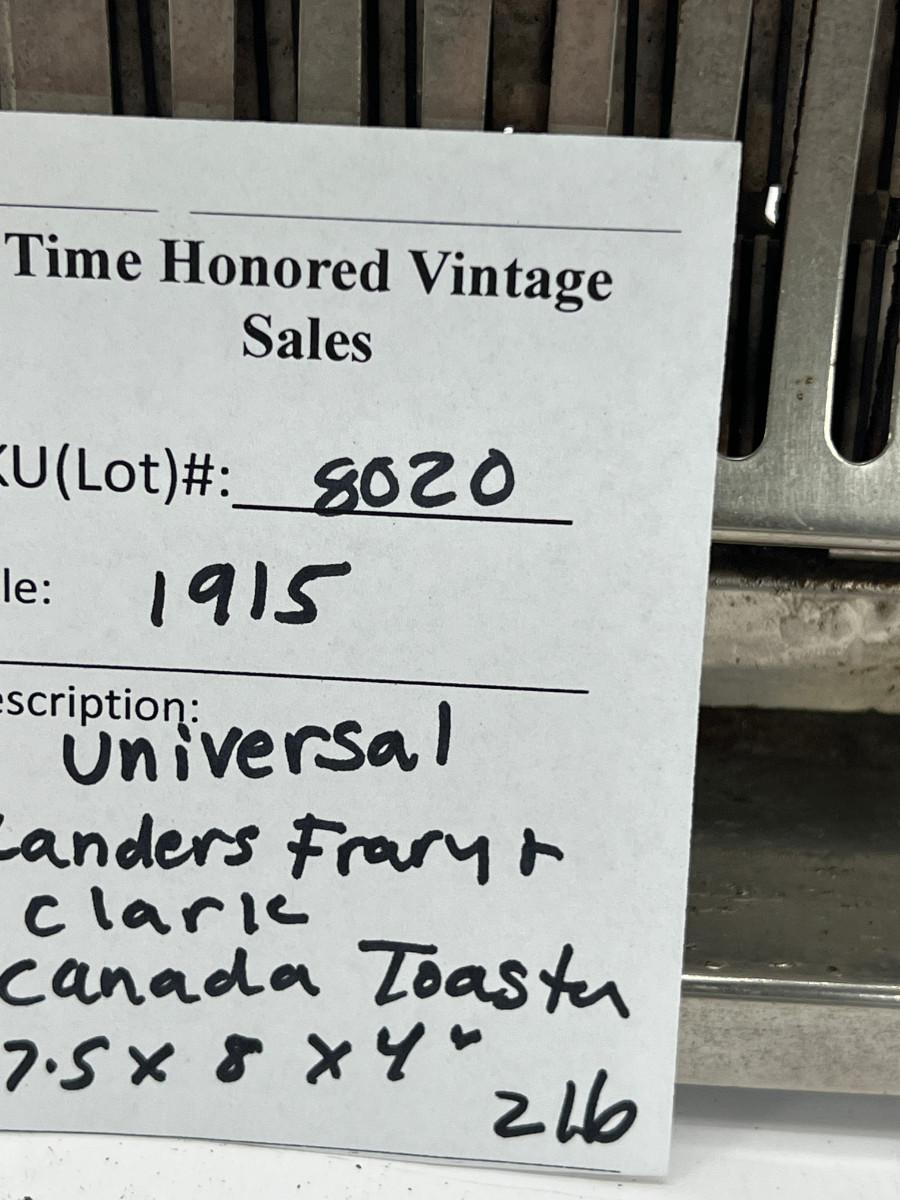 Time Honored Vintage
Sales
KU(Lot)#: 8020
le: 1915
escription:
Universal
Landers Frary +
Clark
Canada Toaster
7.5 x 8 x 4"
2lb